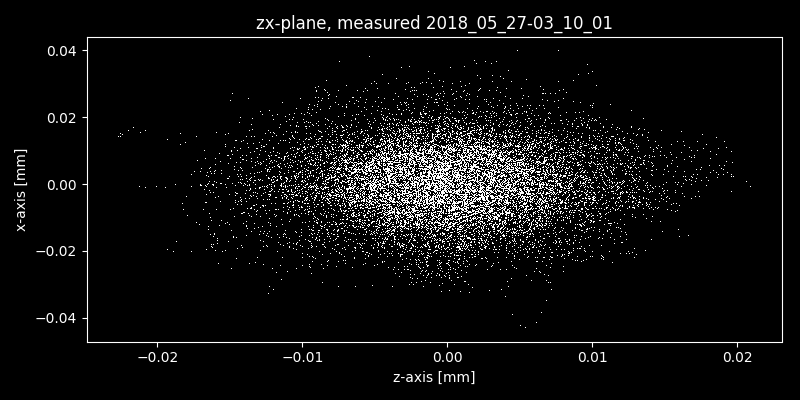 zx-plane, measured 2018_05_27-03_10_01
0.04
0.02
0.00
−0.02
−0.04
x-axis [mm]
−0.02 −0.01 0.00 0.01 0.02
z-axis [mm]